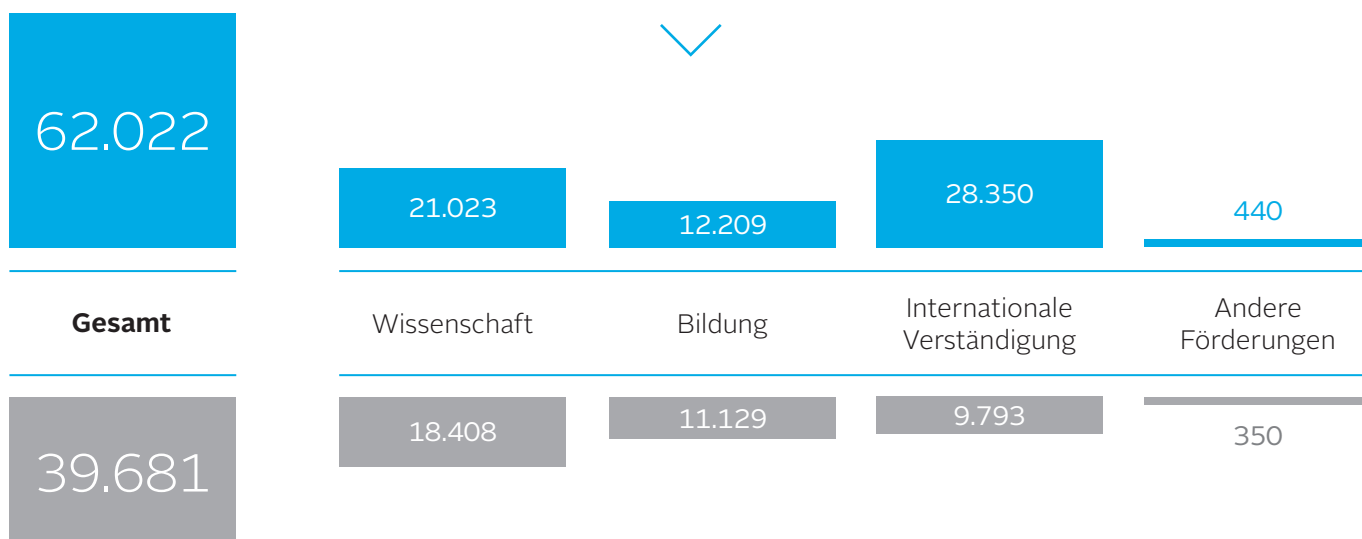 62.022
21.023
12.209
28.350
440
Gesamt
Wissenschaft
Bildung
Internationale
Verständigung
Andere
Förderungen
39.681
18.408
11.129
9.793
350